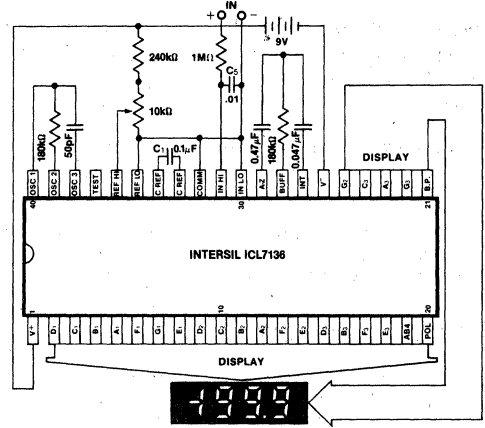 IN
+ -
9V
240kΩ
1MΩ
C5
.01
10kΩ
180kΩ
50pF
C1 0.1μF
0.47μF
180kΩ
0.047μF
DISPLAY
OSC 1
OSC 2
OSC 3
TEST
REF HI
REF LO
C REF
C REF
COMM
IN HI
IN LO
A-Z
BUFF
INT
V-
G2
C3
A3
G3
B.P.
40
30
21
INTERSIL ICL7136
1
10
20
V+
D1
C1
B1
A1
F1
G1
E1
D2
C2
B2
A2
F2
E2
D3
B3
F3
E3
AB4
POL
DISPLAY
-1999